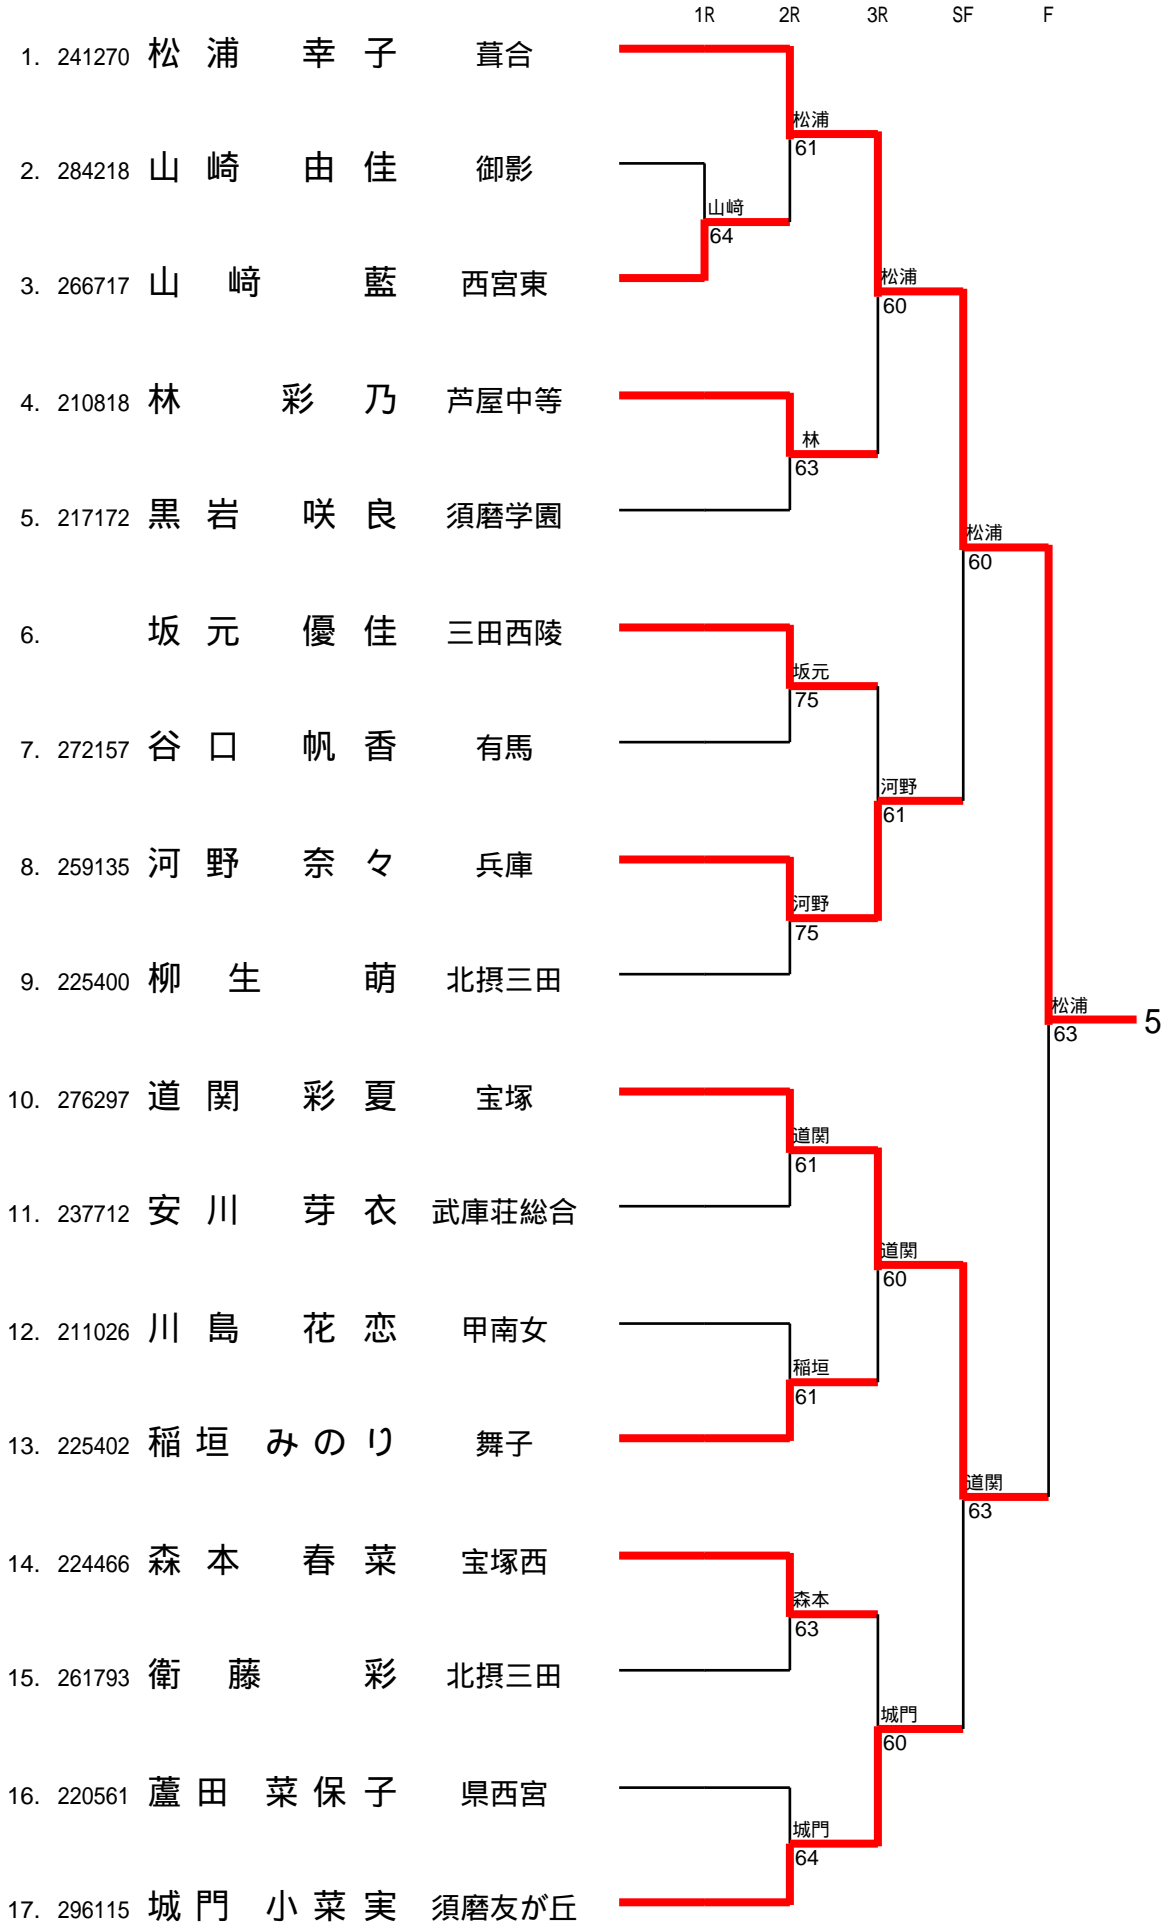 1R 2R 3R SF F
1. 241270 松浦 幸子 葺合
松浦
61
2. 284218 山崎 由佳 御影
山﨑
64
3. 266717 山﨑 藍 西宮東
松浦
60
4. 210818 林 彩乃 芦屋中等
林
63
5. 217172 黒岩 咲良 須磨学園
松浦
60
6. 坂元 優佳 三田西陵
坂元
75
7. 272157 谷口 帆香 有馬
河野
61
8. 259135 河野 奈々 兵庫
河野
75
9. 225400 柳生 萌 北摂三田
松浦
63 5
10. 276297 道関 彩夏 宝塚
道関
61
11. 237712 安川 芽衣 武庫荘総合
道関
60
12. 211026 川島 花恋 甲南女
稲垣
61
13. 225402 稲垣 みのり 舞子
道関
63
14. 224466 森本 春菜 宝塚西
森本
63
15. 261793 衛藤 彩 北摂三田
城門
60
16. 220561 蘆田 菜保子 県西宮
城門
64
17. 296115 城門 小菜実 須磨友が丘